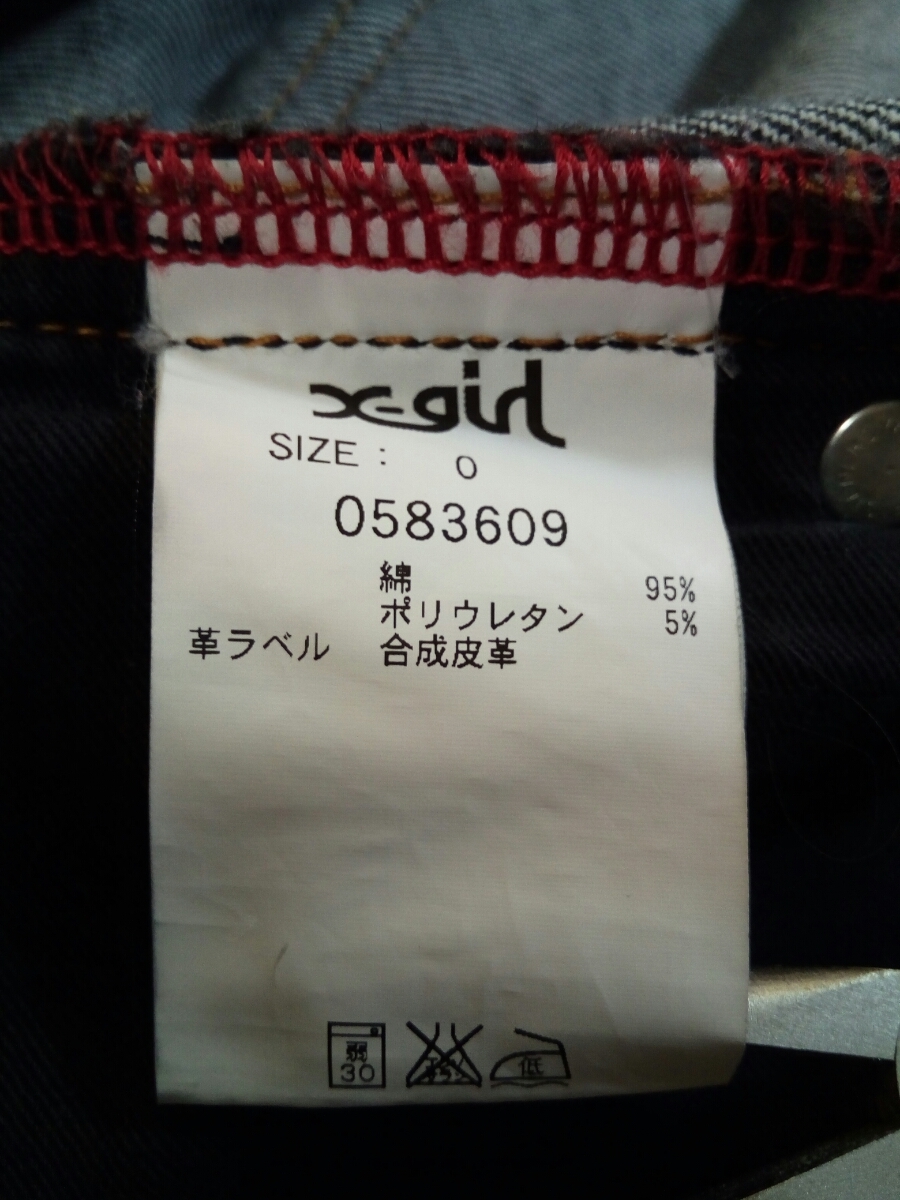 x-girl
SIZE : 0
0583609
綿 95%
ポリウレタン 5%
革ラベル 合成皮革
弱
30
低